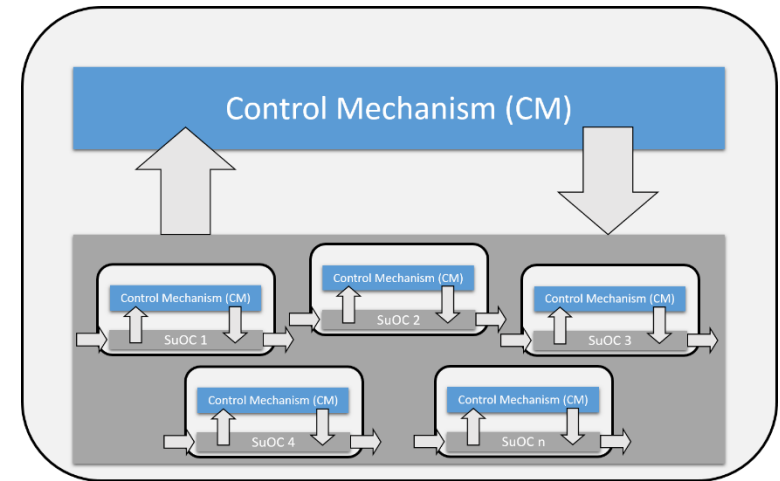 Control Mechanism (CM)
Control Mechanism (CM)
SuOC 1
Control Mechanism (CM)
SuOC 2
Control Mechanism (CM)
SuOC 3
Control Mechanism (CM)
SuOC 4
Control Mechanism (CM)
SuOC n